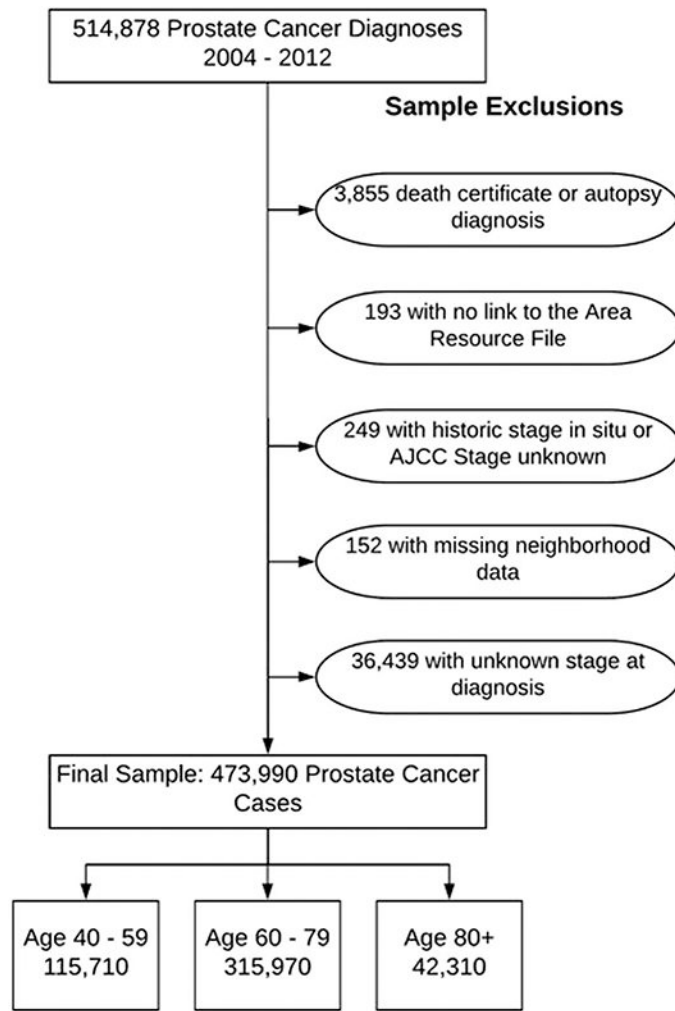 514,878 Prostate Cancer Diagnoses
2004 - 2012
Sample Exclusions
3,855 death certificate or autopsy
diagnosis
193 with no link to the Area
Resource File
249 with historic stage in situ or
AJCC Stage unknown
152 with missing neighborhood
data
36,439 with unknown stage at
diagnosis
Final Sample: 473,990 Prostate Cancer
Cases
Age 40 - 59
115,710
Age 60 - 79
315,970
Age 80+
42,310